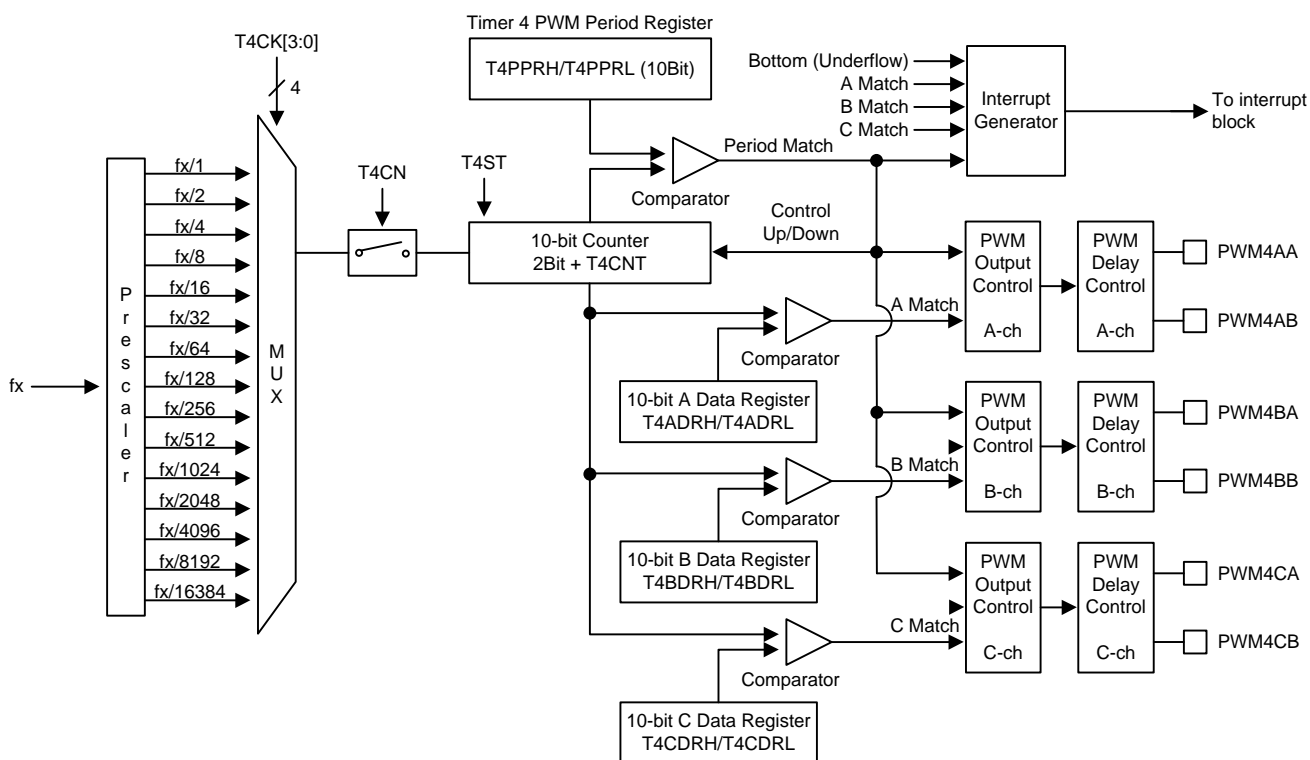 Timer 4 PWM Period Register
T4CK[3:0]
4
T4PPRH/T4PPRL (10Bit)
Bottom (Underflow)
A Match
B Match
C Match
Interrupt
Generator
To interrupt
block
Period Match
Comparator
fx
Prescaler
fx/1
fx/2
fx/4
fx/8
fx/16
fx/32
fx/64
fx/128
fx/256
fx/512
fx/1024
fx/2048
fx/4096
fx/8192
fx/16384
MUX
T4CN
T4ST
10-bit Counter
2Bit + T4CNT
Control
Up/Down
PWM
Output
Control
A-ch
PWM
Delay
Control
A-ch
PWM4AA
PWM4AB
A Match
Comparator
10-bit A Data Register
T4ADRH/T4ADRL
PWM
Output
Control
B-ch
PWM
Delay
Control
B-ch
PWM4BA
PWM4BB
B Match
Comparator
10-bit B Data Register
T4BDRH/T4BDRL
PWM
Output
Control
C-ch
PWM
Delay
Control
C-ch
PWM4CA
PWM4CB
C Match
Comparator
10-bit C Data Register
T4CDRH/T4CDRL